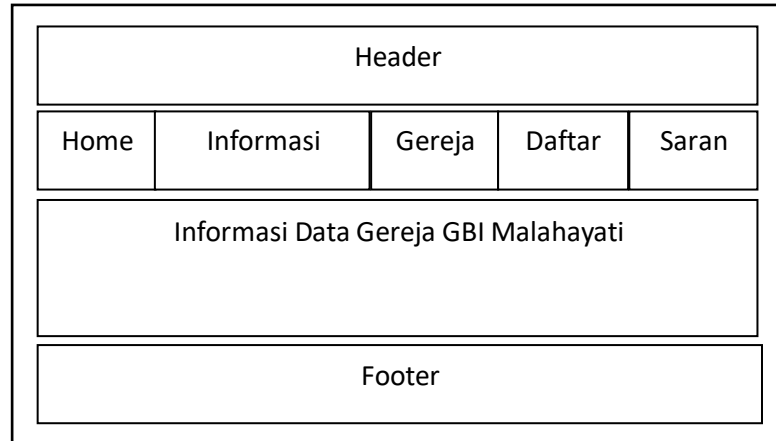 Header
Home Informasi Gereja Daftar Saran
Informasi Data Gereja GBI Malahayati
Footer